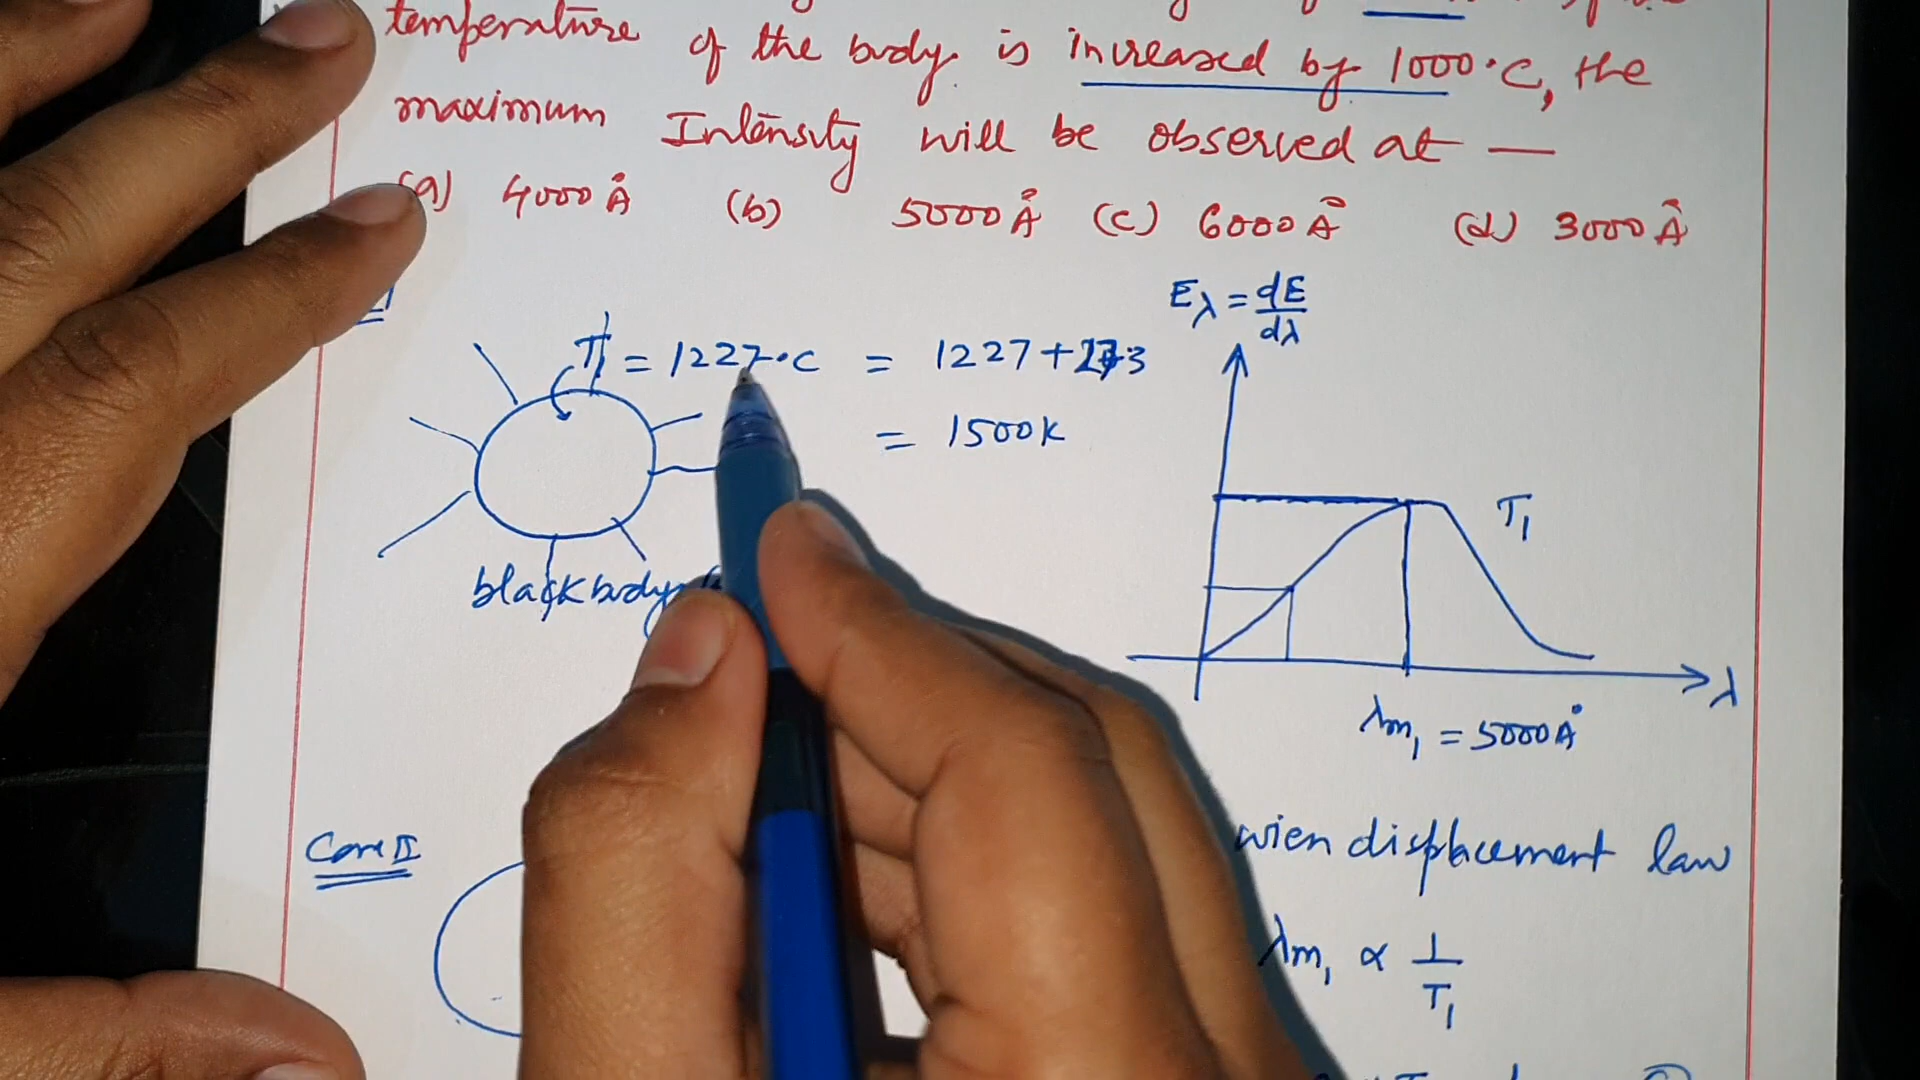 temperature of the body is increased by 1000°C, the
maximum Intensity will be observed at —
(a) 4000 Å (b) 5000 Å (c) 6000 Å (d) 3000 Å
Eλ = dE/dλ
T1 = 1227°C = 1227+273
= 1500K
T1
black body
λ
λm1 = 5000 Å
Case II
wien displacement law
λm1 ∝ 1/T1